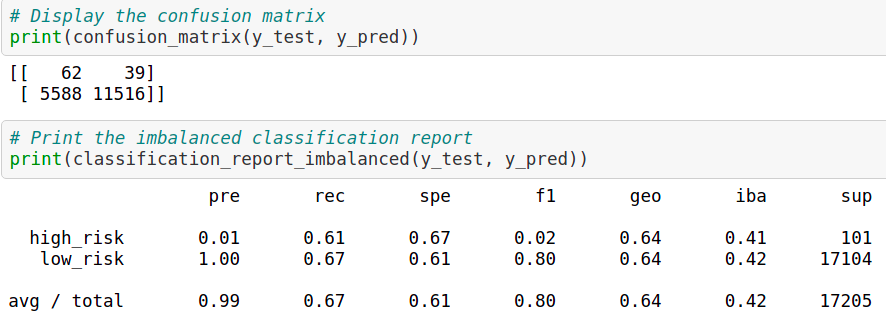 # Display the confusion matrix
print(confusion_matrix(y_test, y_pred))
[[   62    39]
 [ 5588 11516]]
# Print the imbalanced classification report
print(classification_report_imbalanced(y_test, y_pred))
                   pre       rec       spe        f1       geo       iba       sup
  high_risk       0.01      0.61      0.67      0.02      0.64      0.41       101
   low_risk       1.00      0.67      0.61      0.80      0.64      0.42     17104
avg / total       0.99      0.67      0.61      0.80      0.64      0.42     17205